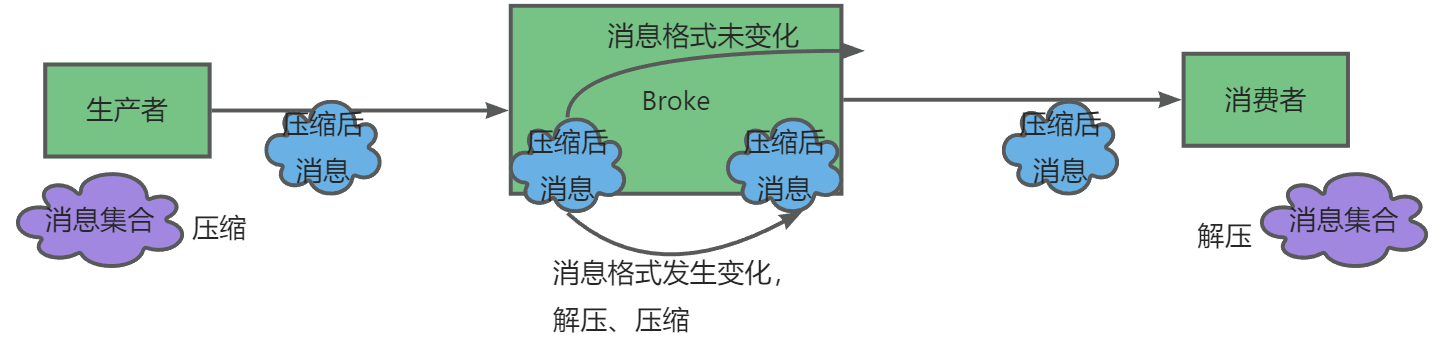 生产者
消息集合
压缩
压缩后
消息
消息格式未变化
Broke
压缩后
消息
压缩后
消息
消息格式发生变化,
解压、压缩
压缩后
消息
消费者
解压
消息集合